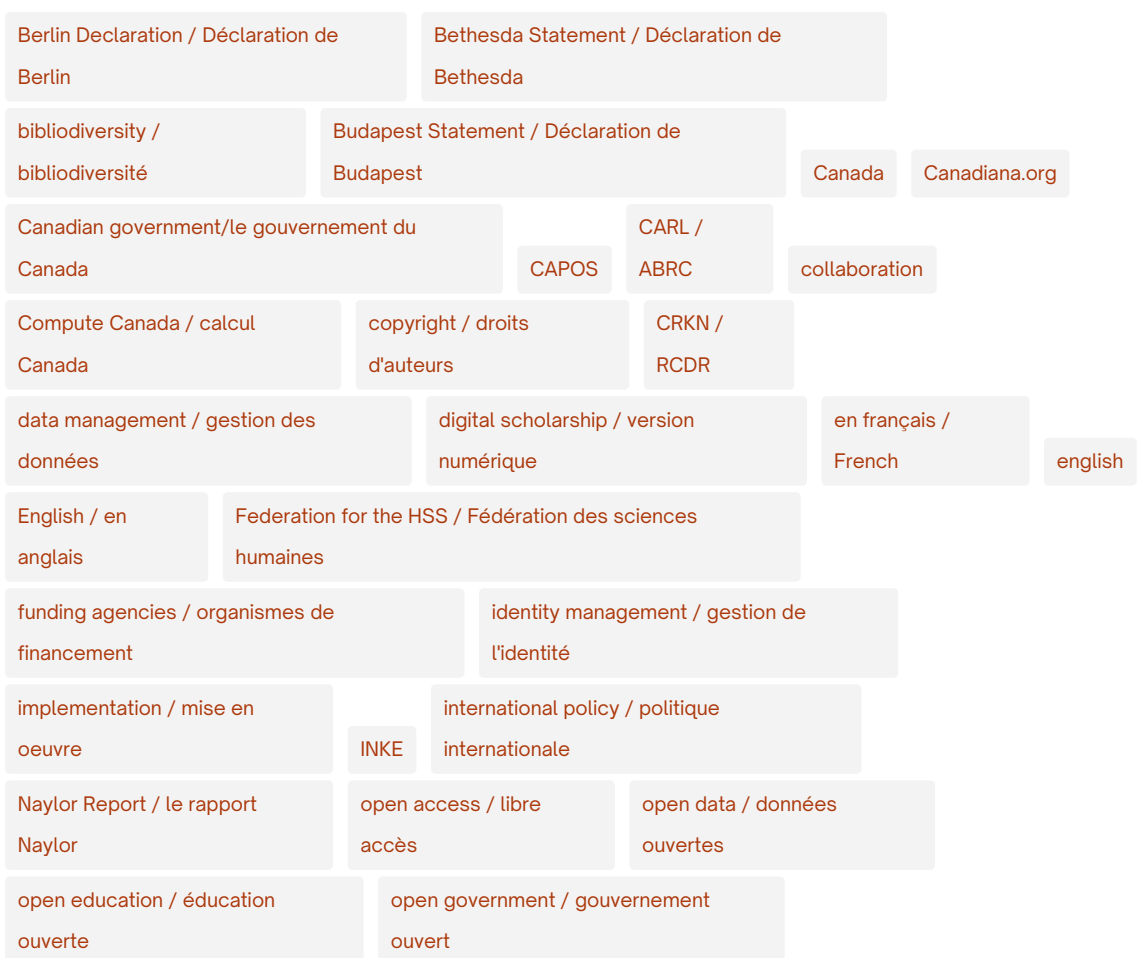 Berlin Declaration / Déclaration de
Berlin
Bethesda Statement / Déclaration de
Bethesda
bibliodiversity /
bibliodiversité
Budapest Statement / Déclaration de
Budapest
Canada
Canadiana.org
Canadian government/le gouvernement du
Canada
CAPOS
CARL /
ABRC
collaboration
Compute Canada / calcul
Canada
copyright / droits
d'auteurs
CRKN /
RCDR
data management / gestion des
données
digital scholarship / version
numérique
en français /
French
english
English / en
anglais
Federation for the HSS / Fédération des sciences
humaines
funding agencies / organismes de
financement
identity management / gestion de
l'identité
implementation / mise en
oeuvre
INKE
international policy / politique
internationale
Naylor Report / le rapport
Naylor
open access / libre
accès
open data / données
ouvertes
open education / éducation
ouverte
open government / gouvernement
ouvert